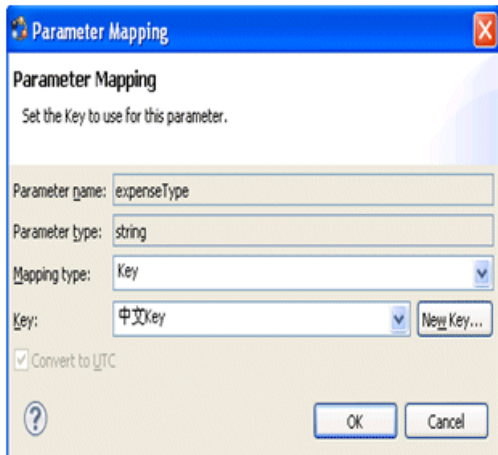 Parameter Mapping
Parameter Mapping
Set the Key to use for this parameter.
Parameter name: expenseType
Parameter type: string
Mapping type: Key
Key: 中文Key New Key...
Convert to UTC
? OK Cancel